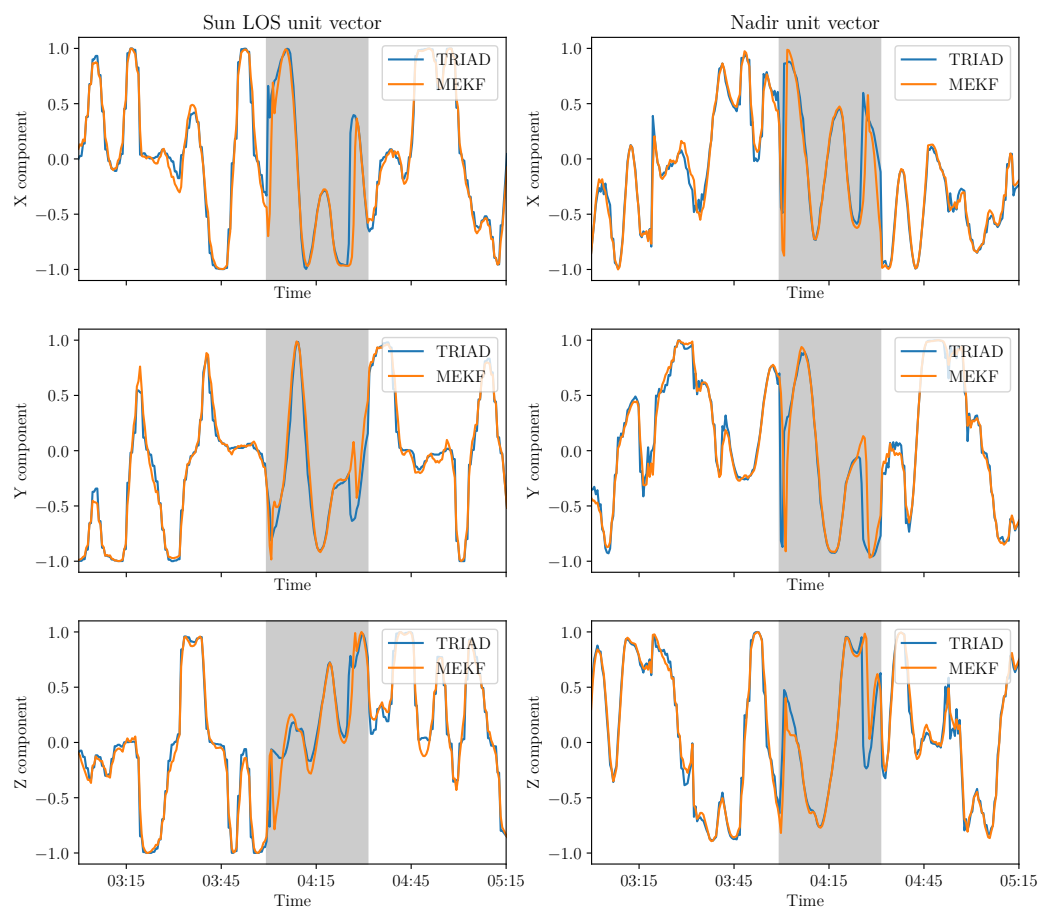 Sun LOS unit vector
Nadir unit vector
X component
1.0
0.5
0.0
−0.5
−1.0
TRIAD
MEKF
Time
X component
1.0
0.5
0.0
−0.5
−1.0
TRIAD
MEKF
Time
Y component
1.0
0.5
0.0
−0.5
−1.0
TRIAD
MEKF
Time
Y component
1.0
0.5
0.0
−0.5
−1.0
TRIAD
MEKF
Time
Z component
1.0
0.5
0.0
−0.5
−1.0
TRIAD
MEKF
03:15 03:45 04:15 04:45 05:15
Time
Z component
1.0
0.5
0.0
−0.5
−1.0
TRIAD
MEKF
03:15 03:45 04:15 04:45 05:15
Time